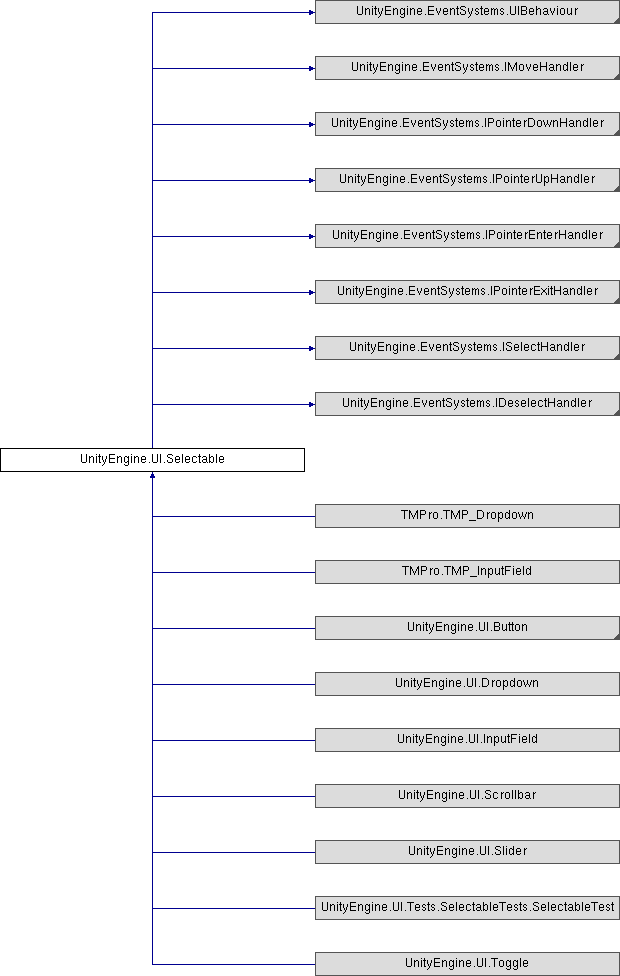 UnityEngine.EventSystems.UIBehaviour
UnityEngine.EventSystems.IMoveHandler
UnityEngine.EventSystems.IPointerDownHandler
UnityEngine.EventSystems.IPointerUpHandler
UnityEngine.EventSystems.IPointerEnterHandler
UnityEngine.EventSystems.IPointerExitHandler
UnityEngine.EventSystems.ISelectHandler
UnityEngine.EventSystems.IDeselectHandler
UnityEngine.UI.Selectable
TMPro.TMP_Dropdown
TMPro.TMP_InputField
UnityEngine.UI.Button
UnityEngine.UI.Dropdown
UnityEngine.UI.InputField
UnityEngine.UI.Scrollbar
UnityEngine.UI.Slider
UnityEngine.UI.Tests.SelectableTests.SelectableTest
UnityEngine.UI.Toggle